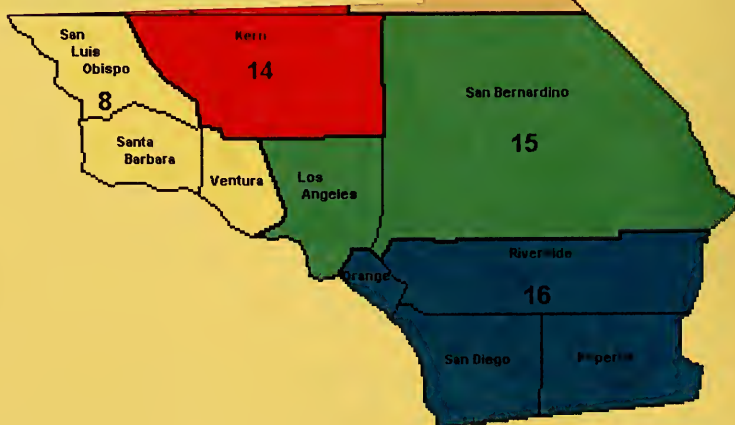 San
Luis
Obispo
8
Kern
14
San Bernardino
15
Santa
Barbara
Ventura
Los
Angeles
Riverside
Orange
16
San Diego